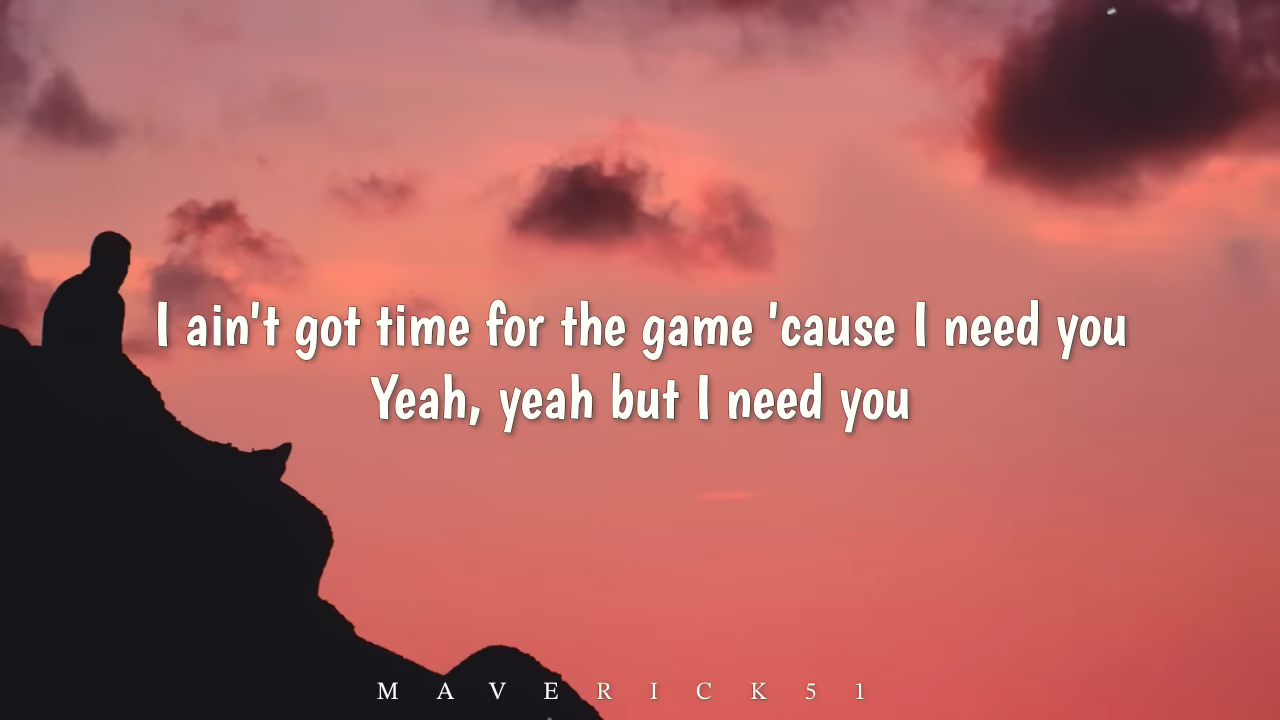 I ain't got time for the game 'cause I need you
Yeah, yeah but I need you
MAVERICK51